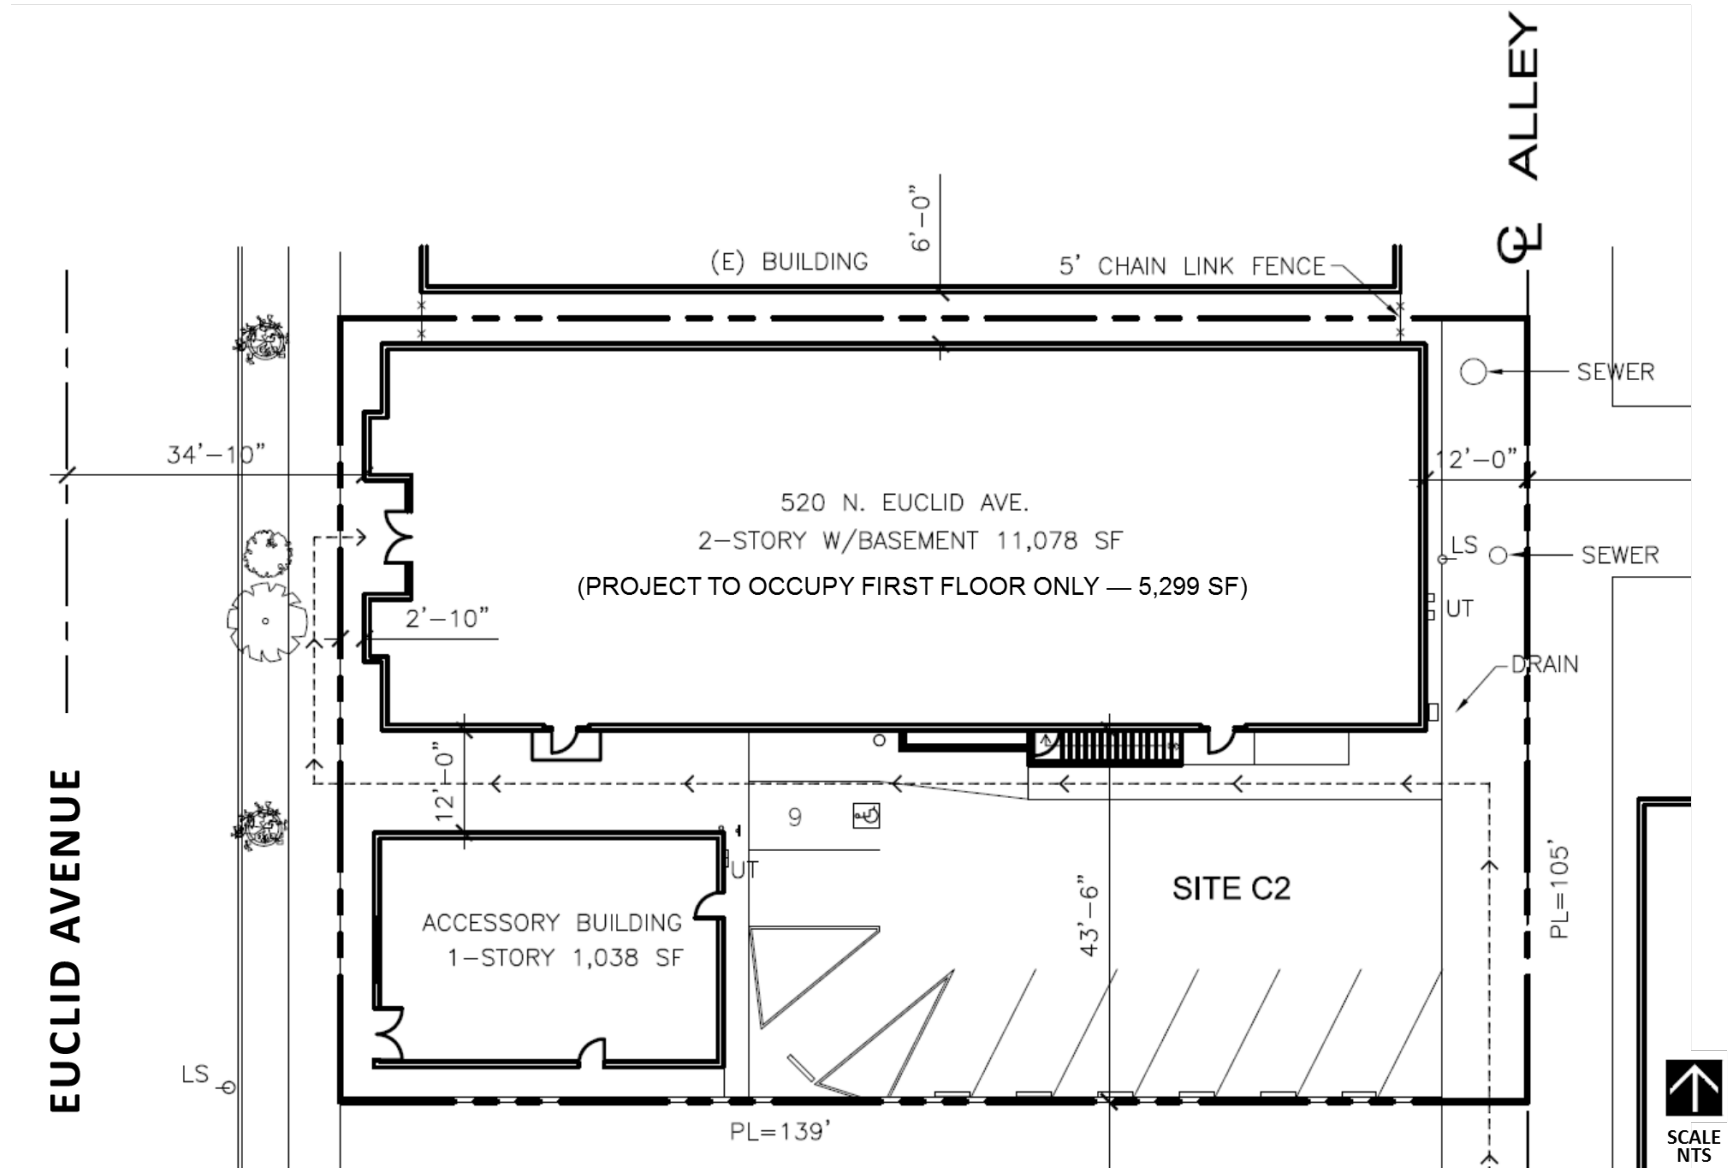 ALLEY
CL
6'-0"
(E) BUILDING
5' CHAIN LINK FENCE
SEWER
34'-10"
12'-0"
520 N. EUCLID AVE.
2-STORY W/BASEMENT 11,078 SF
(PROJECT TO OCCUPY FIRST FLOOR ONLY — 5,299 SF)
LS
SEWER
UT
2'-10"
DRAIN
12'-0"
9
UT
EUCLID AVENUE
ACCESSORY BUILDING
1-STORY 1,038 SF
SITE C2
43'-6"
PL=105'
LS
PL=139'
SCALE
NTS